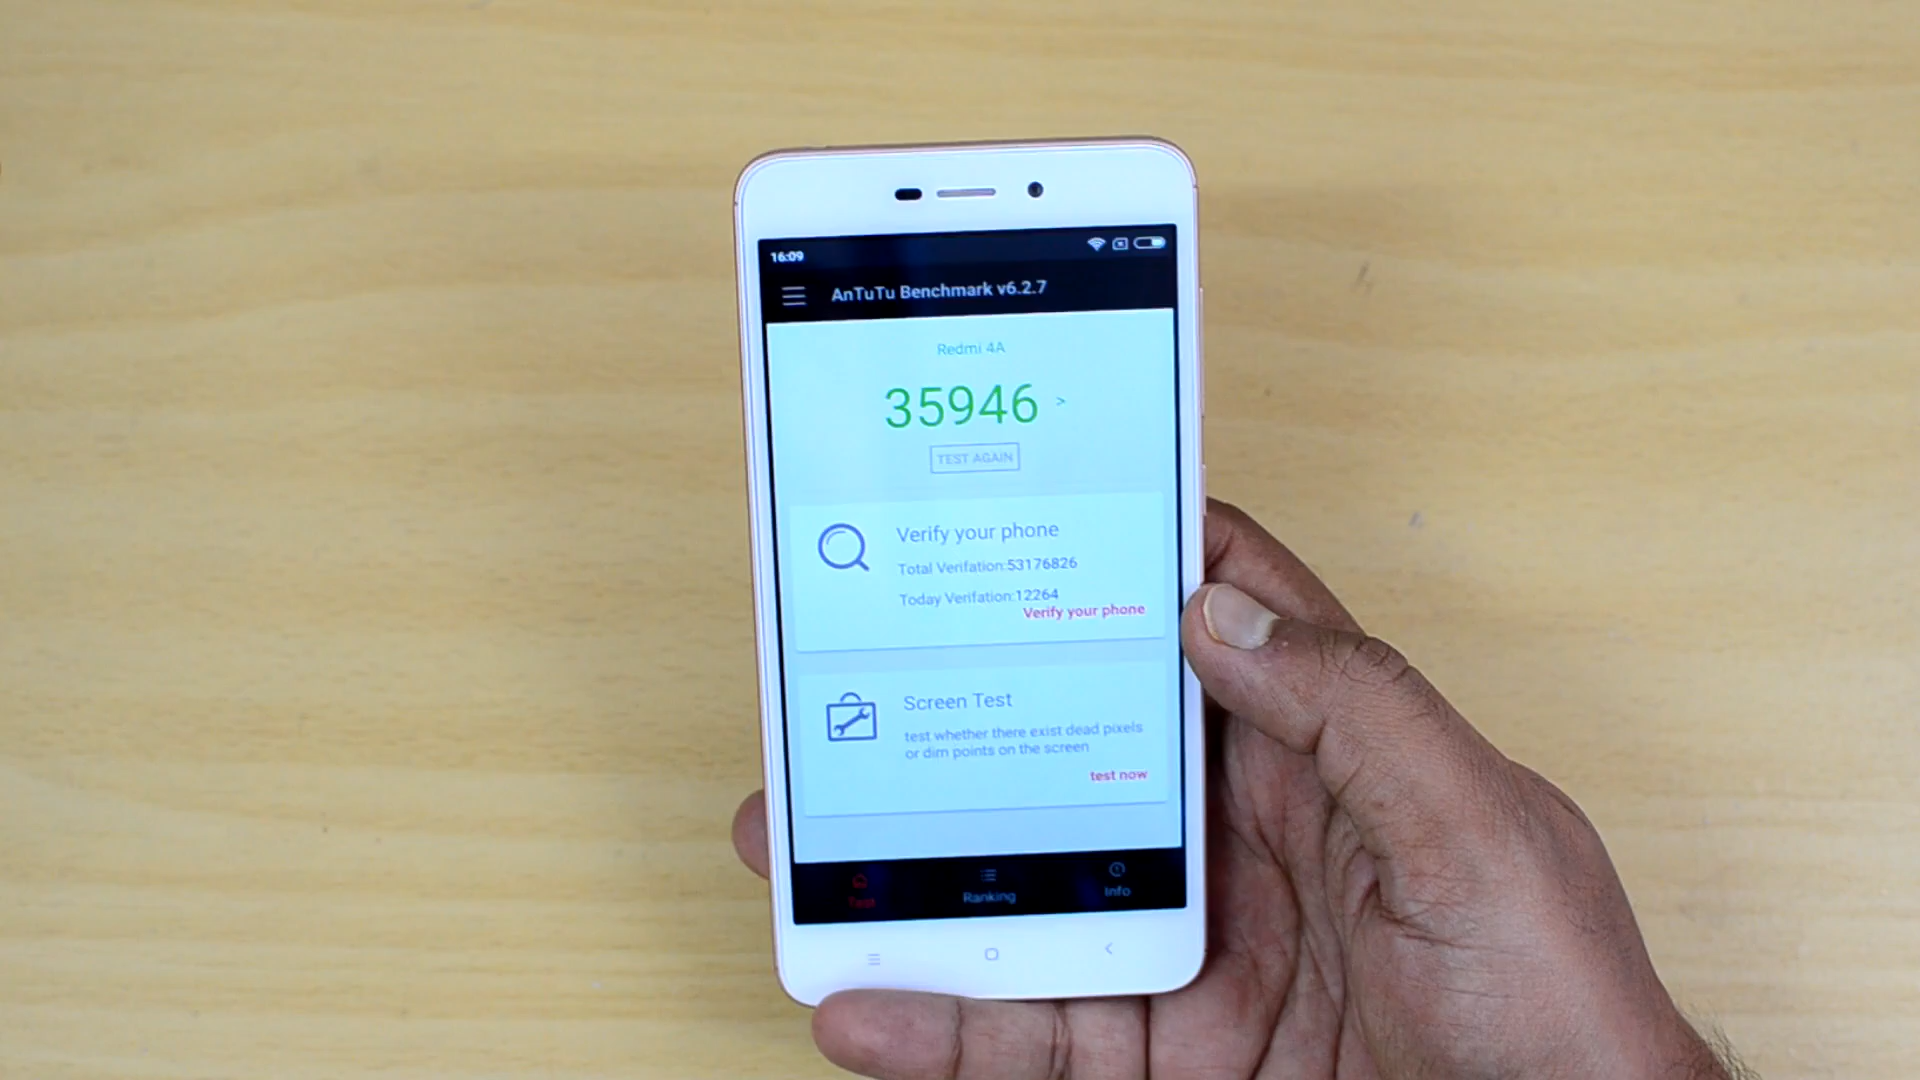 16:09
AnTuTu Benchmark v6.2.7
Redmi 4A
35946 >
TEST AGAIN
Verify your phone
Total Verifation:53176826
Today Verifation:12264
Verify your phone
Screen Test
test whether there exist dead pixels
or dim points on the screen
test now
Test
Ranking
Info